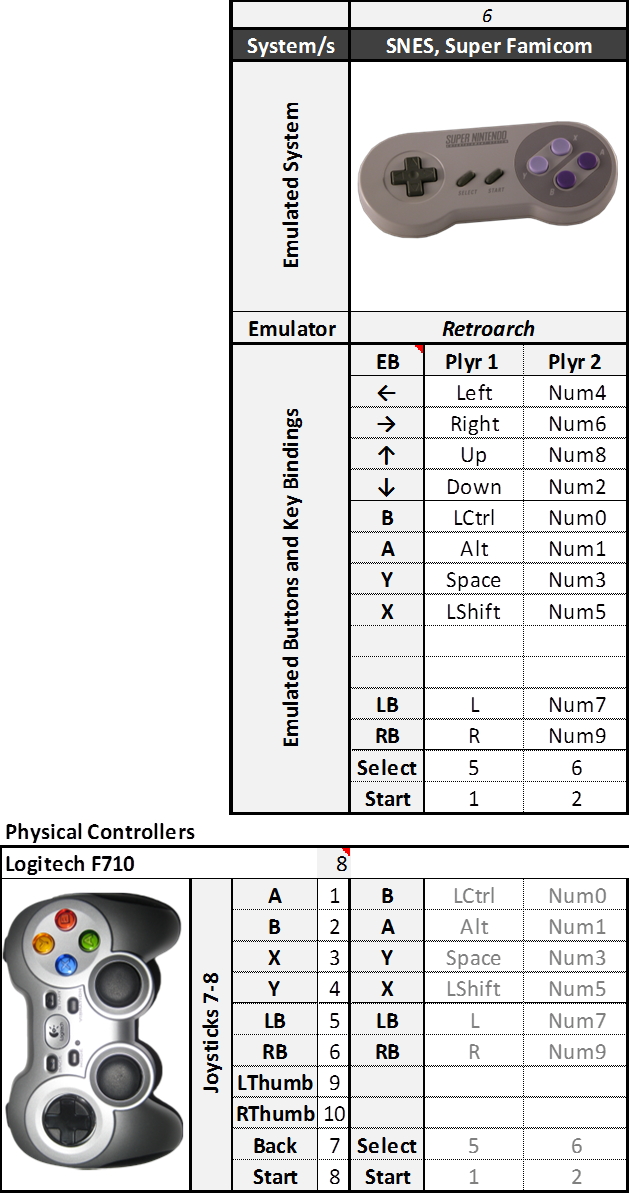 6
System/s SNES, Super Famicom
Emulated System
SUPER NINTENDO
SELECT START
Emulator Retroarch
Emulated Buttons and Key Bindings
EB Plyr 1 Plyr 2
← Left Num4
→ Right Num6
↑ Up Num8
↓ Down Num2
B LCtrl Num0
A Alt Num1
Y Space Num3
X LShift Num5
LB L Num7
RB R Num9
Select 5 6
Start 1 2
Physical Controllers
Logitech F710 8
Joysticks 7-8
A 1 B LCtrl Num0
B 2 A Alt Num1
X 3 Y Space Num3
Y 4 X LShift Num5
LB 5 LB L Num7
RB 6 RB R Num9
LThumb 9
RThumb 10
Back 7 Select 5 6
Start 8 Start 1 2